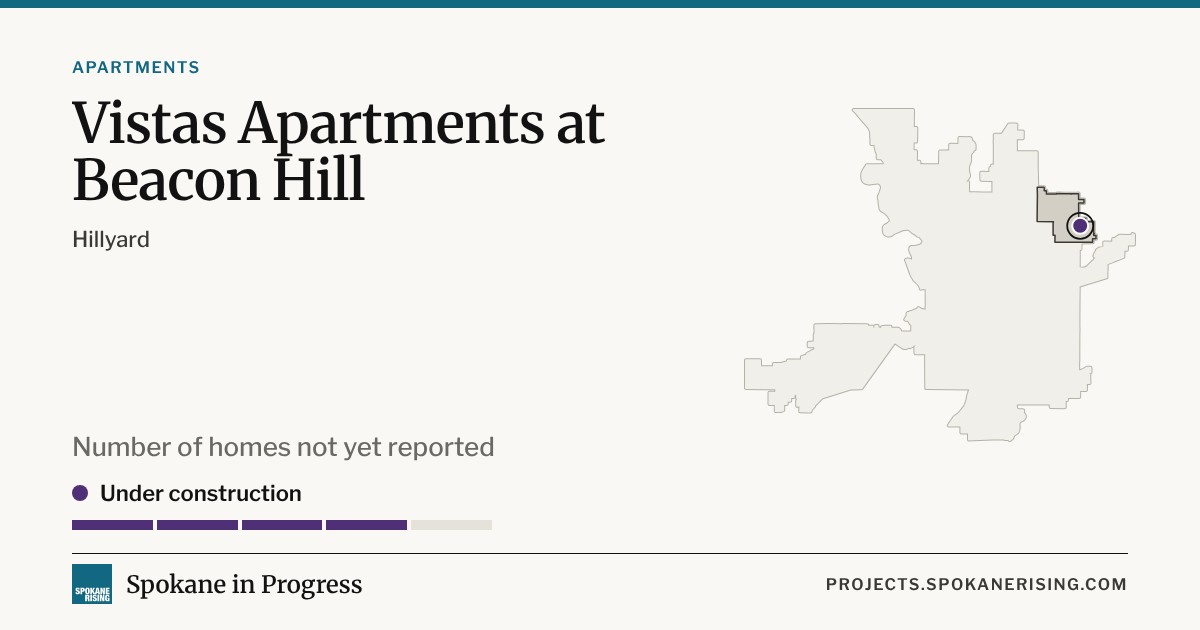 APARTMENTS
Vistas Apartments at
Beacon Hill
Hillyard
Number of homes not yet reported
Under construction
SPOKANE
RISING
Spokane in Progress
PROJECTS.SPOKANERISING.COM